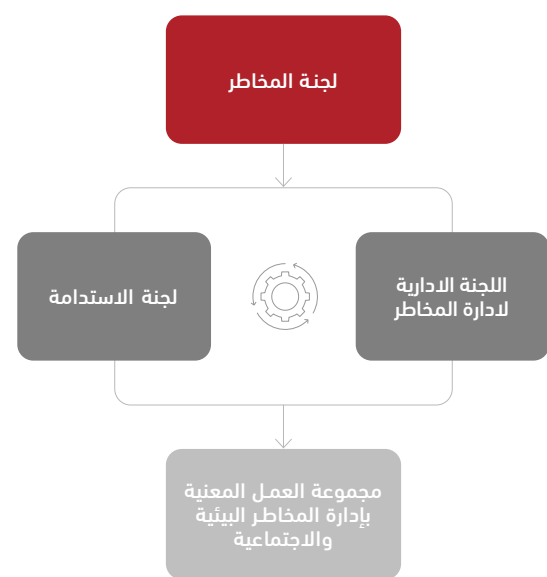 لجنة المخاطر
اللجنة الادارية
لادارة المخاطر
لجنة الاستدامة
مجموعة العمل المعنية
بإدارة المخاطر البيئية
والاجتماعية